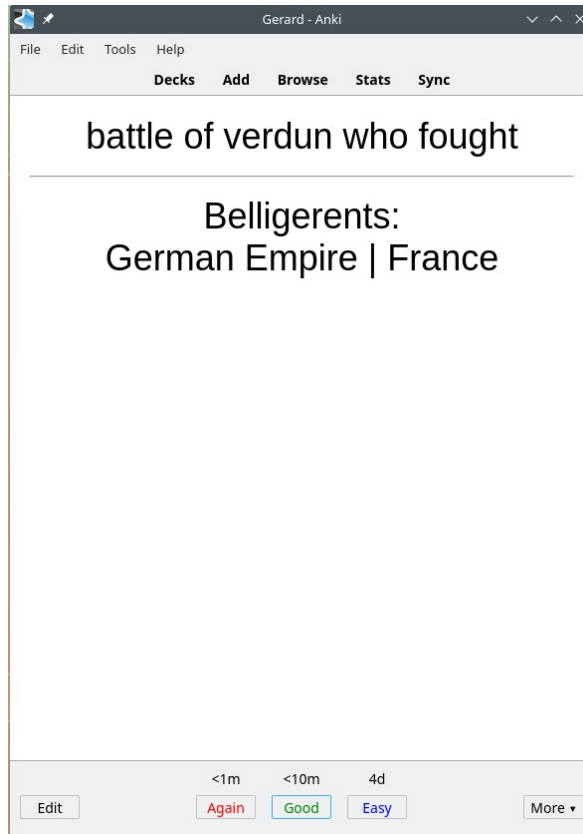 Gerard - Anki
File Edit Tools Help
Decks Add Browse Stats Sync
battle of verdun who fought
Belligerents:
German Empire | France
<1m <10m 4d
Edit Again Good Easy More ▾